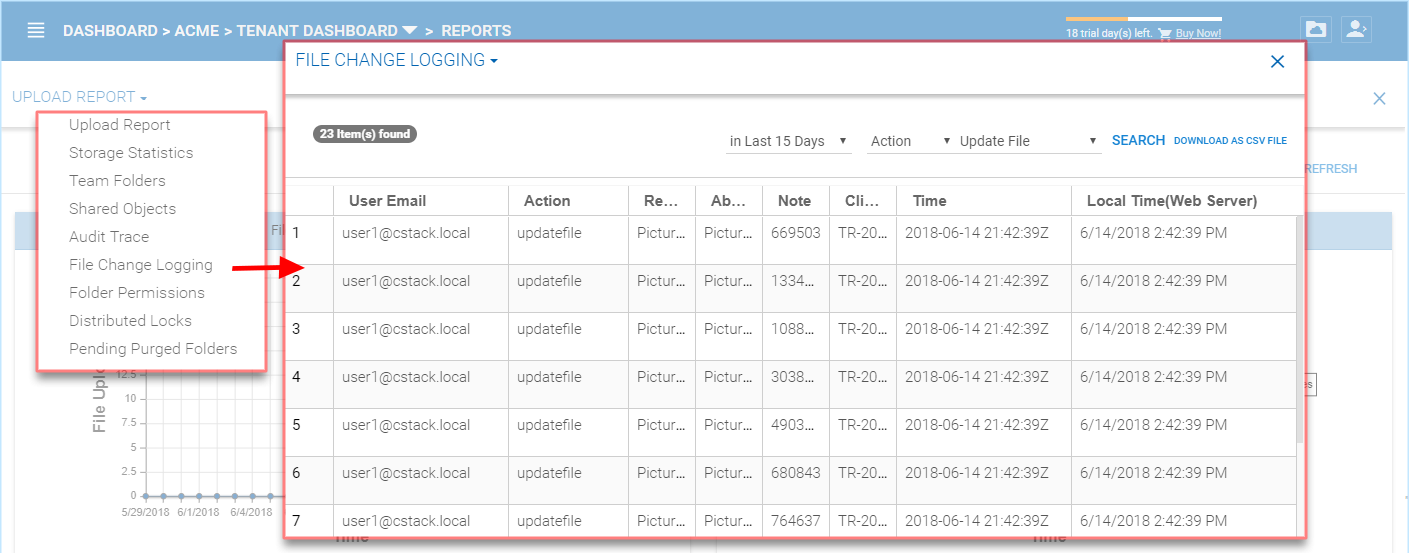 DASHBOARD > ACME > TENANT DASHBOARD > REPORTS
18 trial day(s) left. Buy Now!
UPLOAD REPORT
Upload Report
Storage Statistics
Team Folders
Shared Objects
Audit Trace
File Change Logging
Folder Permissions
Distributed Locks
Pending Purged Folders
REFRESH
12.5
10
7.5
5
2.5
0
5/29/2018 6/1/2018 6/4/2018
Time
Time
FILE CHANGE LOGGING
23 Item(s) found
in Last 15 Days Action Update File SEARCH DOWNLOAD AS CSV FILE
User Email Action Re... Ab... Note Cli... Time Local Time(Web Server)
1 user1@cstack.local updatefile Pictur... Pictur... 669503 TR-20... 2018-06-14 21:42:39Z 6/14/2018 2:42:39 PM
2 user1@cstack.local updatefile Pictur... Pictur... 1334... TR-20... 2018-06-14 21:42:39Z 6/14/2018 2:42:39 PM
3 user1@cstack.local updatefile Pictur... Pictur... 1088... TR-20... 2018-06-14 21:42:39Z 6/14/2018 2:42:39 PM
4 user1@cstack.local updatefile Pictur... Pictur... 3038... TR-20... 2018-06-14 21:42:39Z 6/14/2018 2:42:39 PM
5 user1@cstack.local updatefile Pictur... Pictur... 4903... TR-20... 2018-06-14 21:42:39Z 6/14/2018 2:42:39 PM
6 user1@cstack.local updatefile Pictur... Pictur... 680843 TR-20... 2018-06-14 21:42:39Z 6/14/2018 2:42:39 PM
7 user1@cstack.local updatefile Pictur... Pictur... 764637 TR-20... 2018-06-14 21:42:39Z 6/14/2018 2:42:39 PM